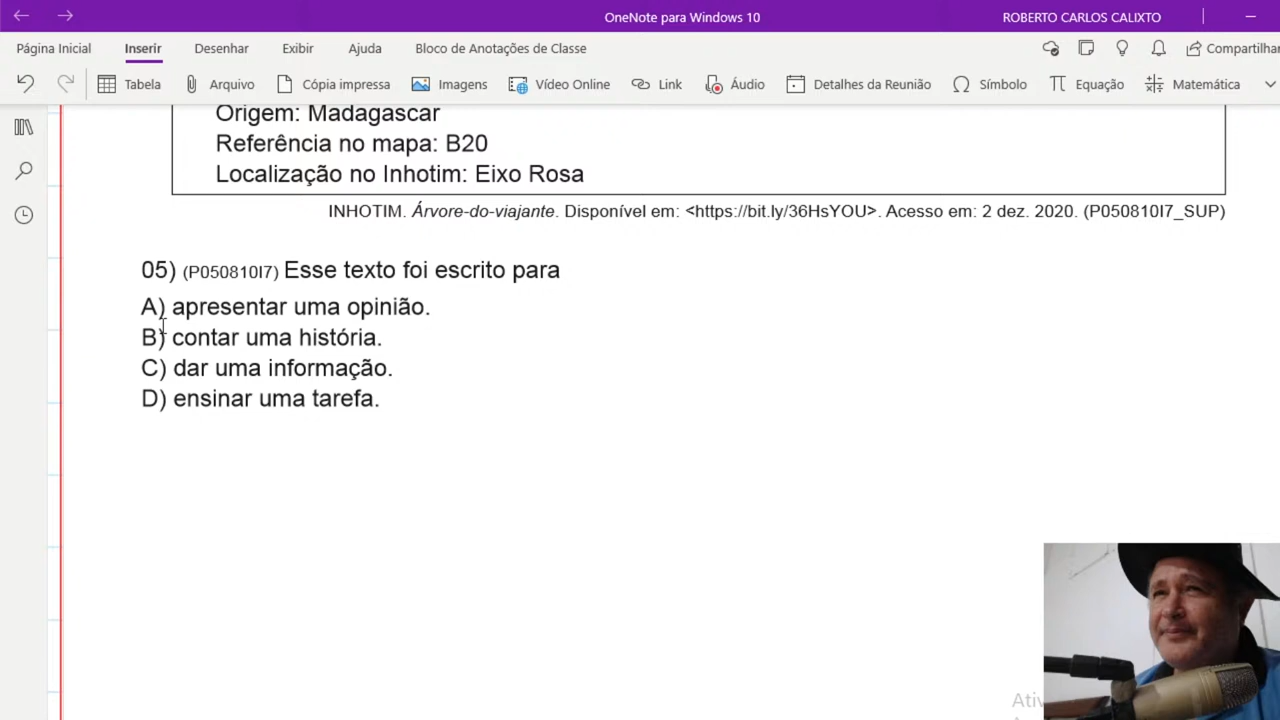 OneNote para Windows 10
ROBERTO CARLOS CALIXTO
Página Inicial
Inserir
Desenhar
Exibir
Ajuda
Bloco de Anotações de Classe
Compartilhar
Tabela
Arquivo
Cópia impressa
Imagens
Vídeo Online
Link
Áudio
Detalhes da Reunião
Símbolo
Equação
Matemática
Origem: Madagascar
Referência no mapa: B20
Localização no Inhotim: Eixo Rosa
INHOTIM. Árvore-do-viajante. Disponível em: <https://bit.ly/36HsYOU>. Acesso em: 2 dez. 2020. (P050810I7_SUP)
05) (P050810I7) Esse texto foi escrito para
A) apresentar uma opinião.
B) contar uma história.
C) dar uma informação.
D) ensinar uma tarefa.